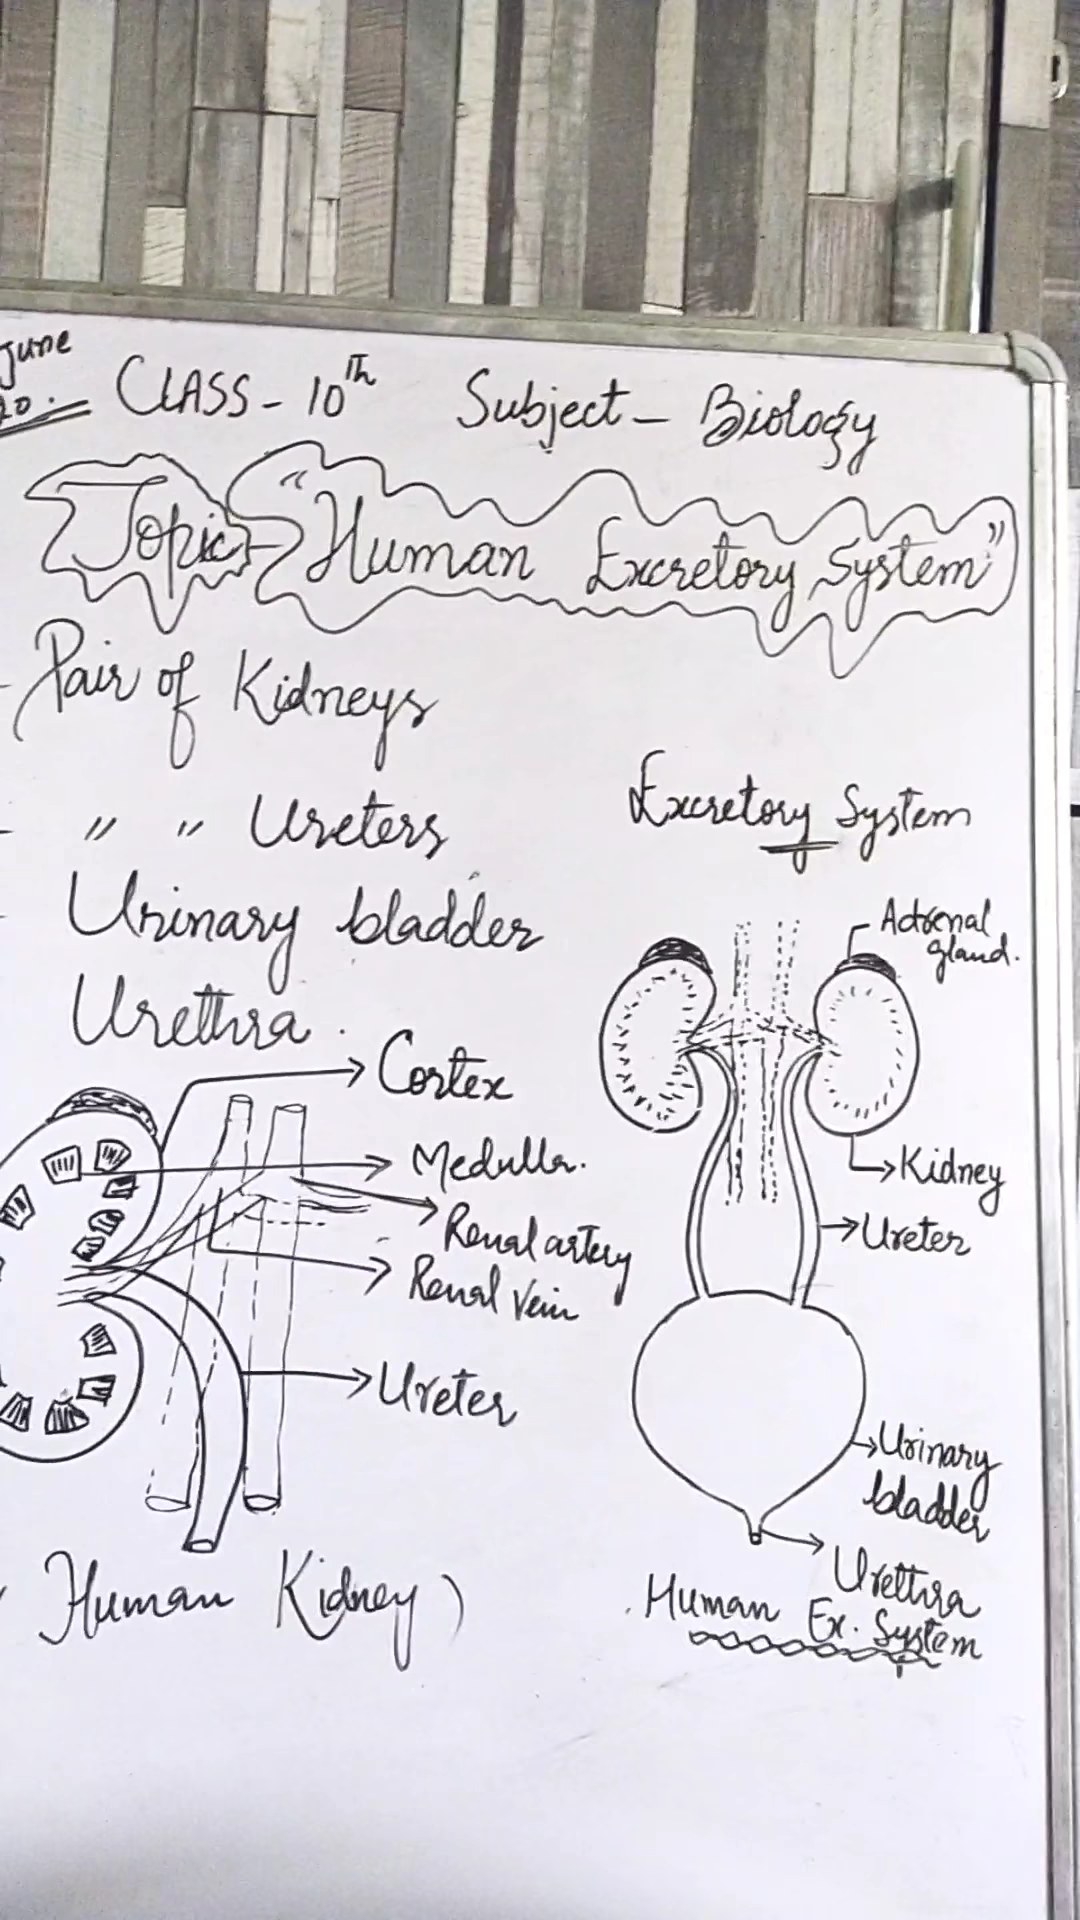 June
20.
CLASS - 10th Subject - Biology
Topic - "Human Excretory System"
- Pair of Kidneys
- " " Ureters
- Urinary bladder
Urethra.
Cortex
Medulla.
Renal artery
Renal vein
Ureter
Human Kidney)
Excretory System
Adrenal
gland.
Kidney
Ureter
Urinary
bladder
Urethra
Human Ex. System